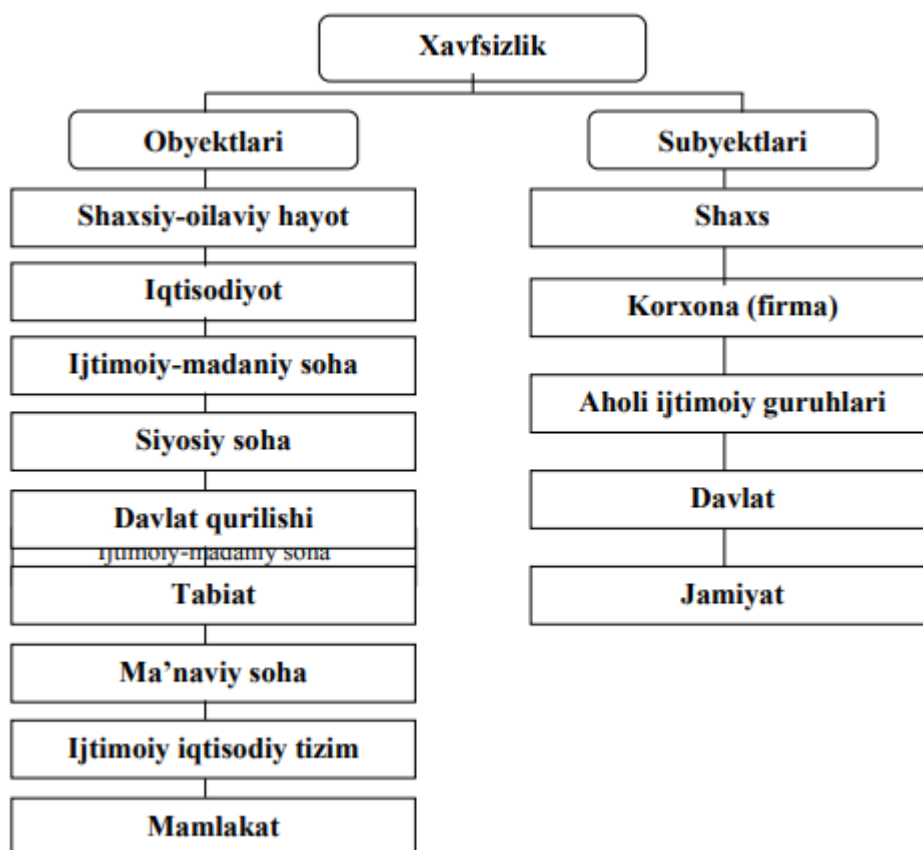 Xavfsizlik
Obyektlari
Subyektlari
Shaxsiy-oilaviy hayot
Iqtisodiyot
Ijtimoiy-madaniy soha
Siyosiy soha
Davlat qurilishi
Ijtimoiy-madaniy soha
Tabiat
Ma’naviy soha
Ijtimoiy iqtisodiy tizim
Mamlakat
Shaxs
Korxona (firma)
Aholi ijtimoiy guruhlari
Davlat
Jamiyat